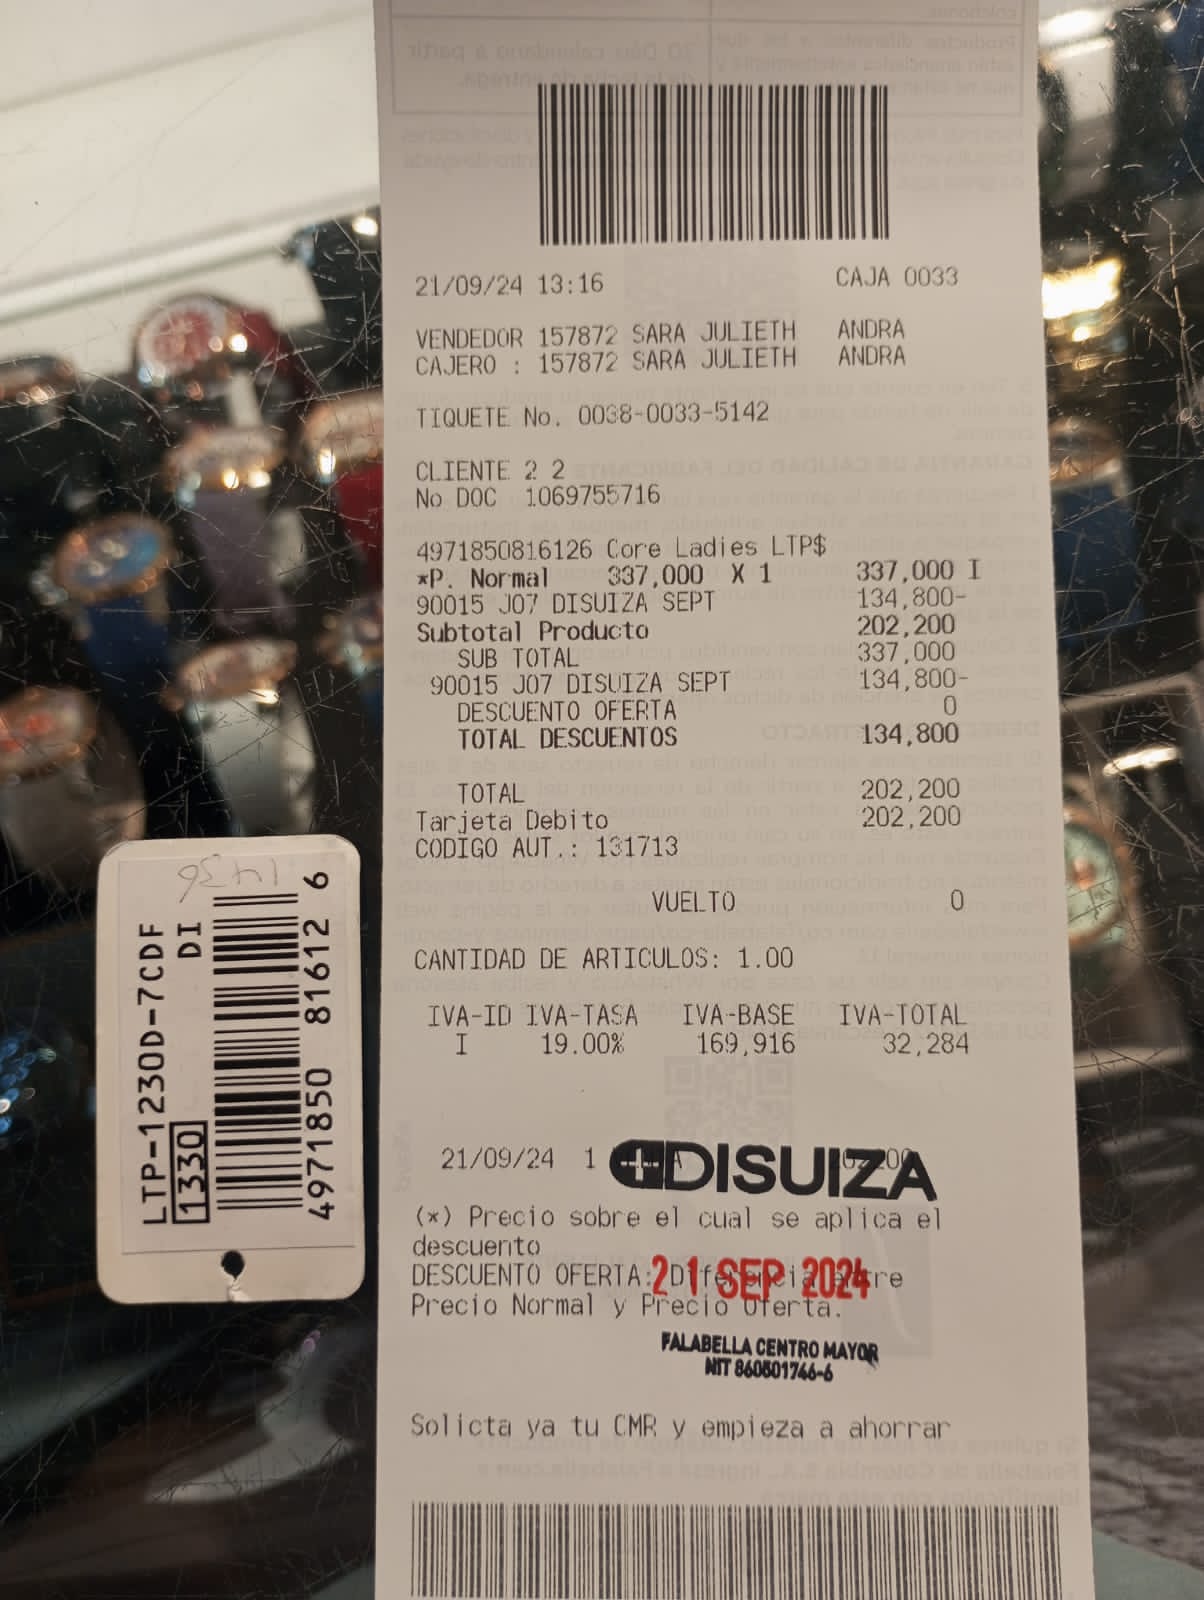 21/09/24 13:16 CAJA 0033
VENDEDOR 157872 SARA JULIETH ANDRA
CAJERO : 157872 SARA JULIETH ANDRA
TIQUETE No. 0038-0033-5142
CLIENTE 2 2
No DOC 1069755716
4971850816126 Core Ladies LTP$
*P. Normal 337,000 X 1 337,000 I
90015 J07 DISUIZA SEPT 134,800-
Subtotal Producto 202,200
SUB TOTAL 337,000
90015 J07 DISUIZA SEPT 134,800-
DESCUENTO OFERTA 0
TOTAL DESCUENTOS 134,800
TOTAL 202,200
Tarjeta Debito 202,200
CODIGO AUT.: 131713
VUELTO 0
CANTIDAD DE ARTICULOS: 1.00
IVA-ID IVA-TASA IVA-BASE IVA-TOTAL
I 19.00% 169,916 32,284
21/09/24 1
DISUIZA
(*) Precio sobre el cual se aplica el
descuento
DESCUENTO OFERTA: Diferencia entre
21 SEP 2024
Precio Normal y Precio Oferta.
FALABELLA CENTRO MAYOR
NIT 860501746-6
Solicta ya tu CMR y empieza a ahorrar
LTP-1230D-7CDF
DI
1330
4971850 81612 6